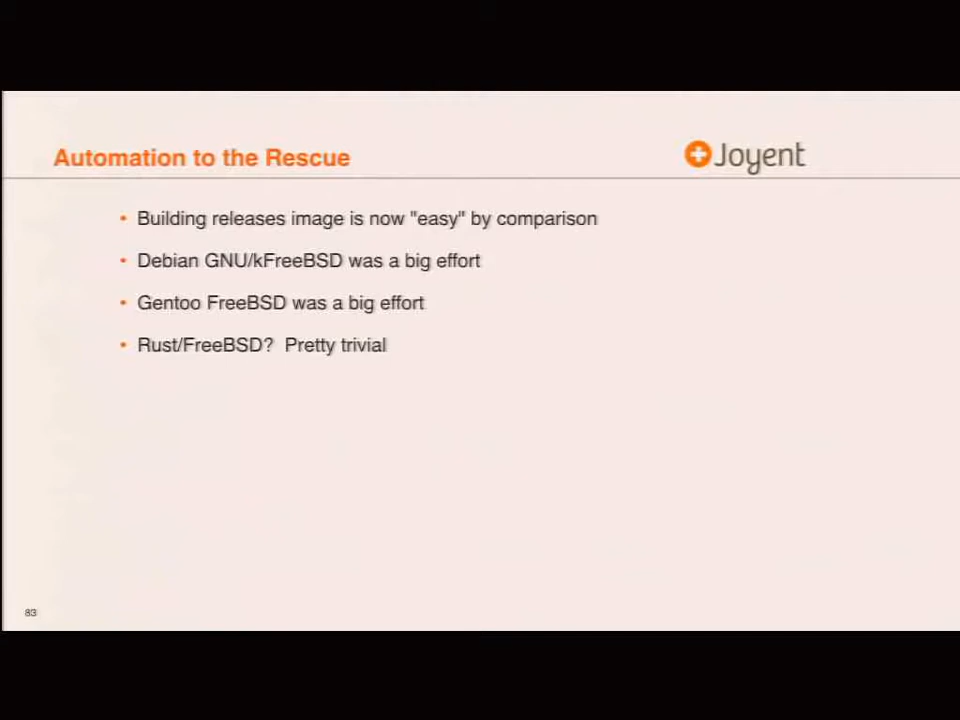 Automation to the Rescue
Joyent
• Building releases image is now "easy" by comparison
• Debian GNU/kFreeBSD was a big effort
• Gentoo FreeBSD was a big effort
• Rust/FreeBSD? Pretty trivial
83